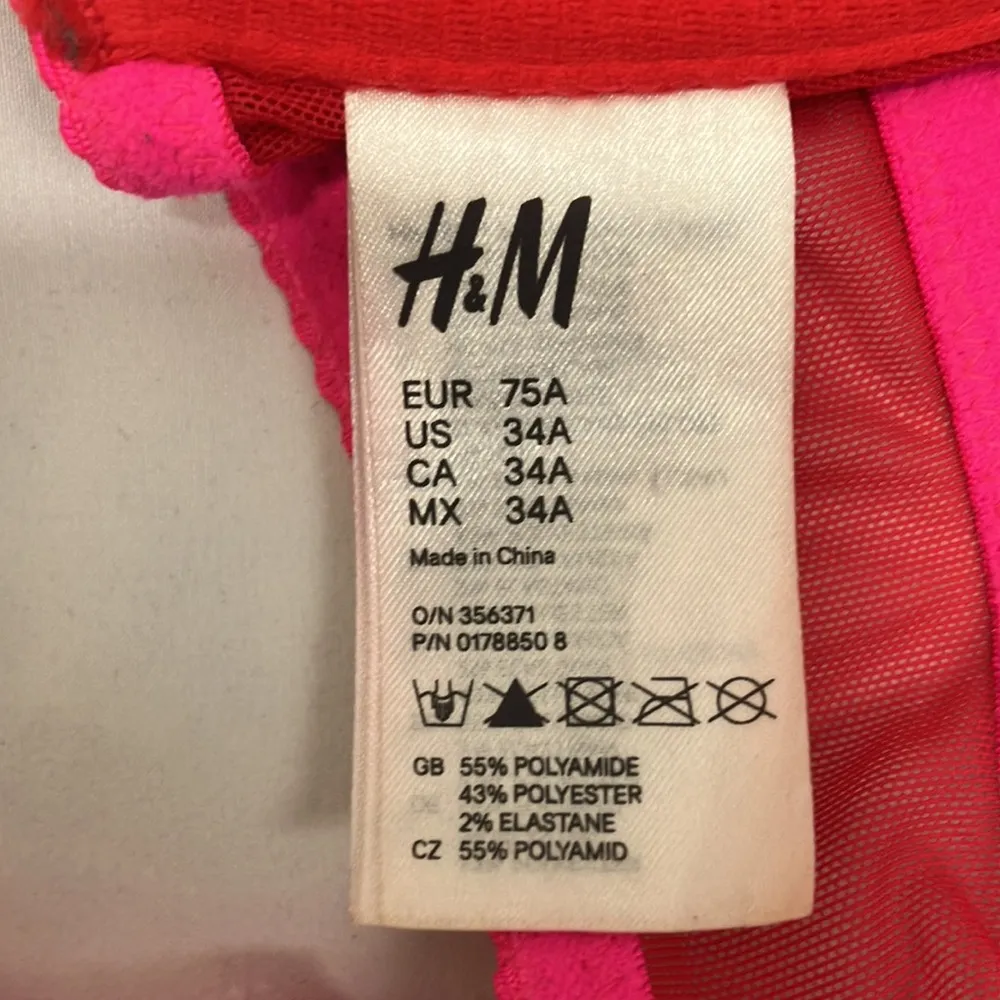 H&M
EUR 75A
US 34A
CA 34A
MX 34A
Made in China
O/N 356371
P/N 0178850 8
GB 55% POLYAMIDE
43% POLYESTER
2% ELASTANE
CZ 55% POLYAMID